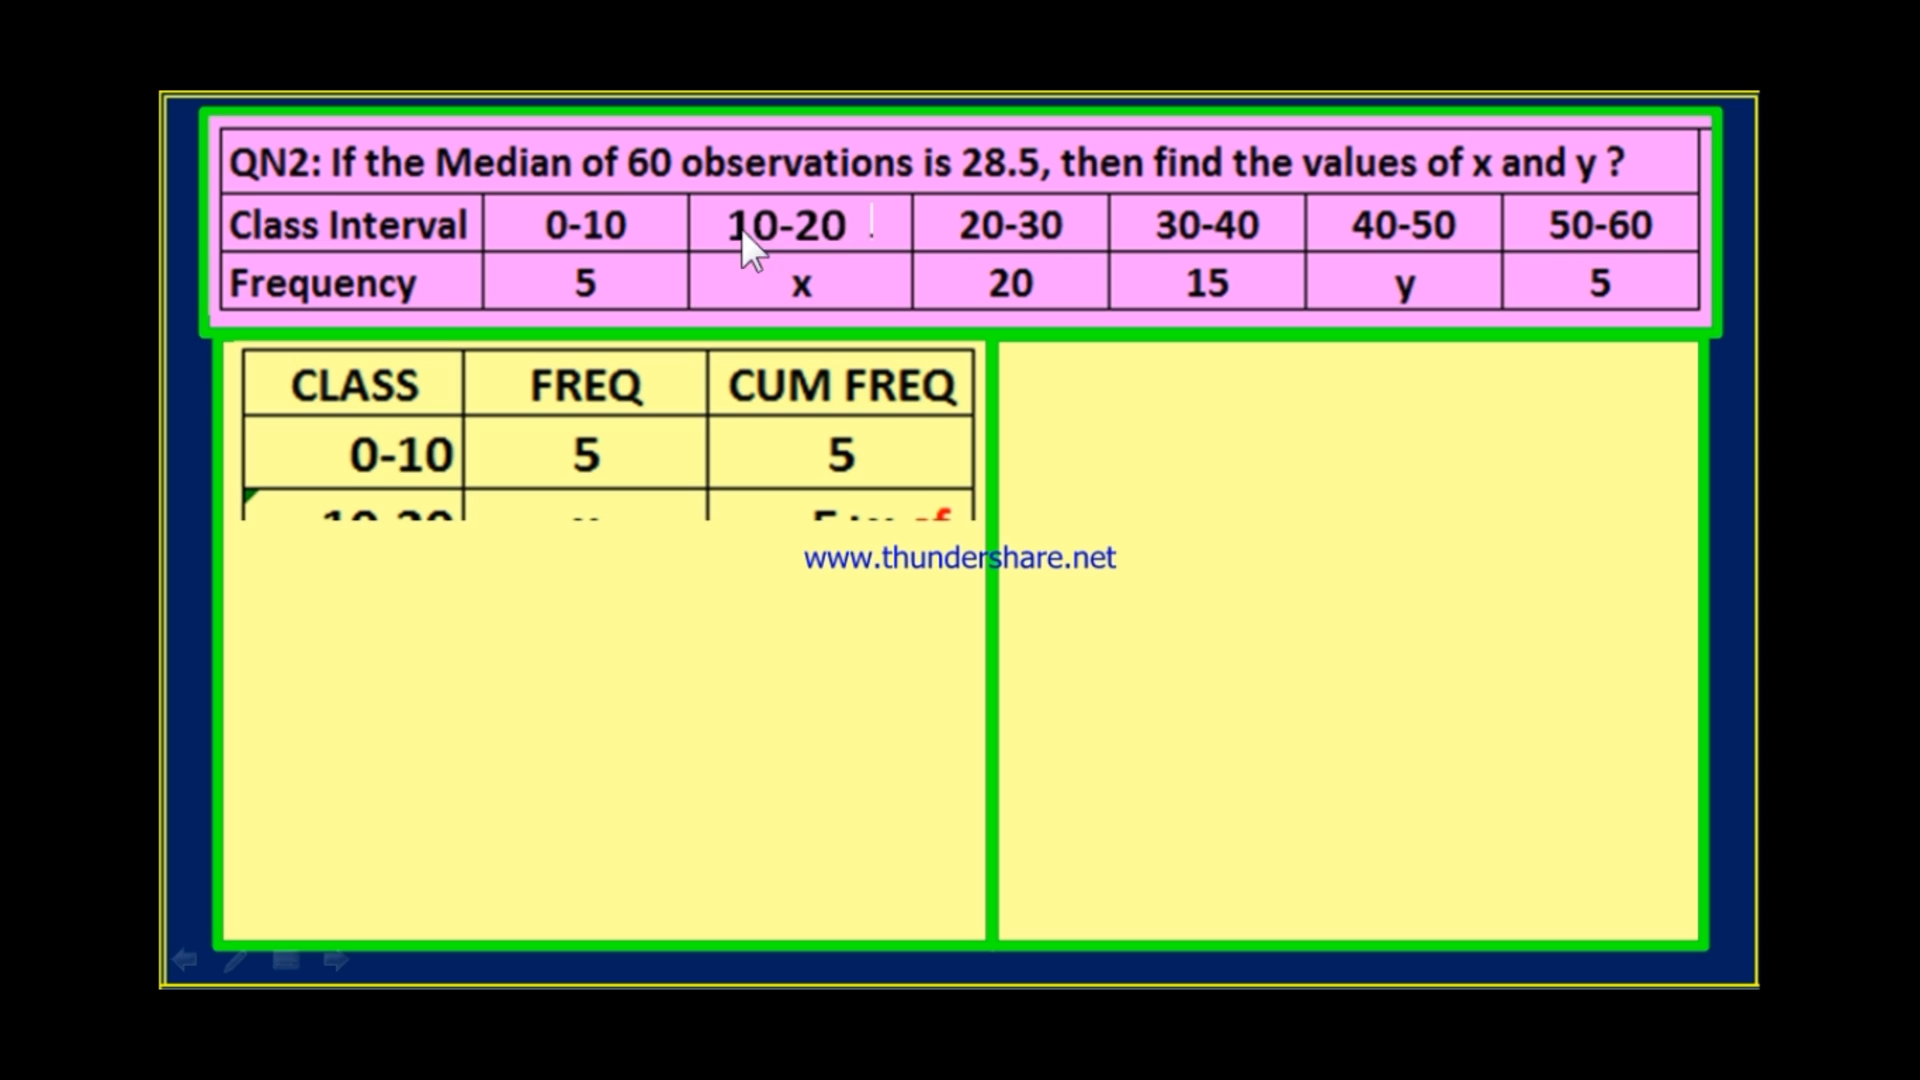 QN2: If the Median of 60 observations is 28.5, then find the values of x and y ?
Class Interval 0-10 10-20 20-30 30-40 40-50 50-60
Frequency 5 x 20 15 y 5
CLASS FREQ CUM FREQ
0-10 5 5
www.thundershare.net